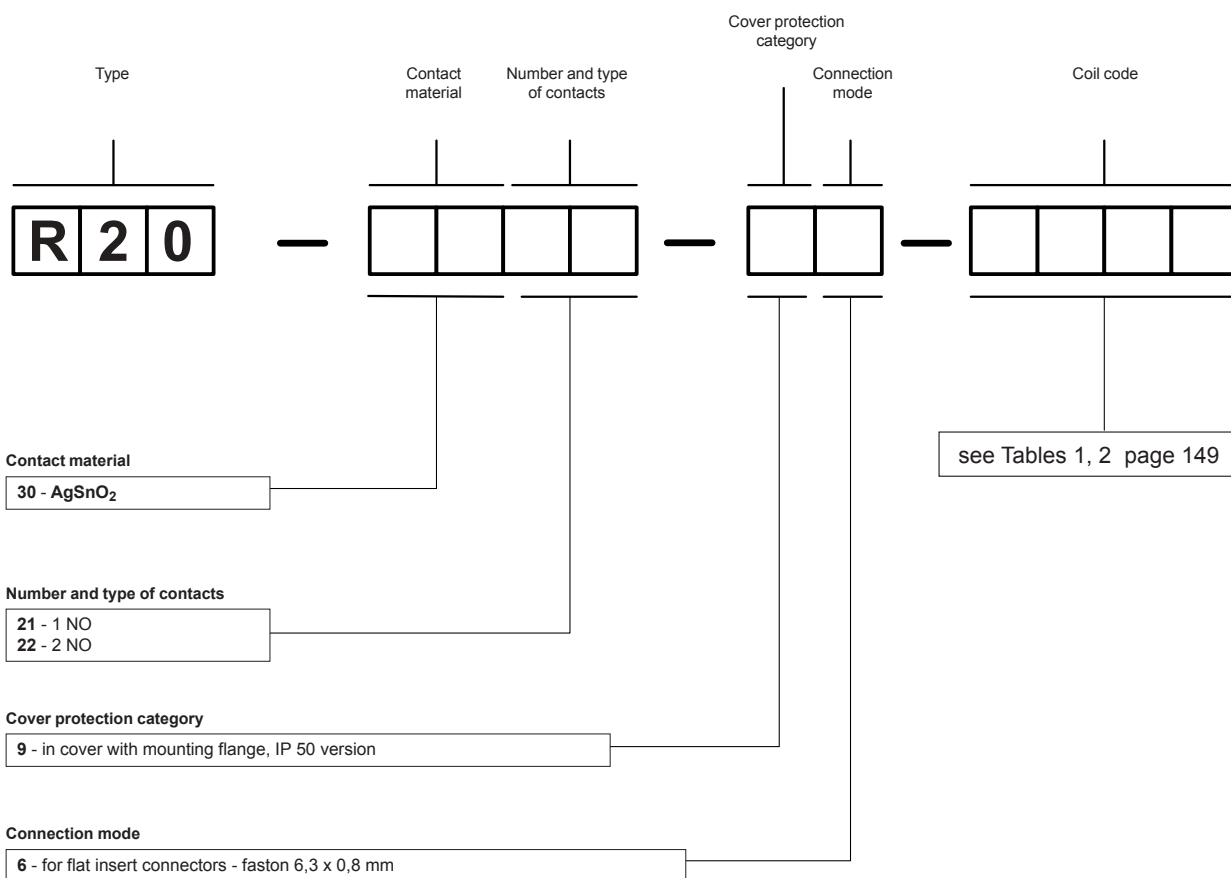 Cover protection
category
Type
Contact
material
Number and type
of contacts
Connection
mode
Coil code
R20 — — —
see Tables 1, 2 page 149
Contact material
30 - AgSnO₂
Number and type of contacts
21 - 1 NO
22 - 2 NO
Cover protection category
9 - in cover with mounting flange, IP 50 version
Connection mode
6 - for flat insert connectors - faston 6,3 x 0,8 mm